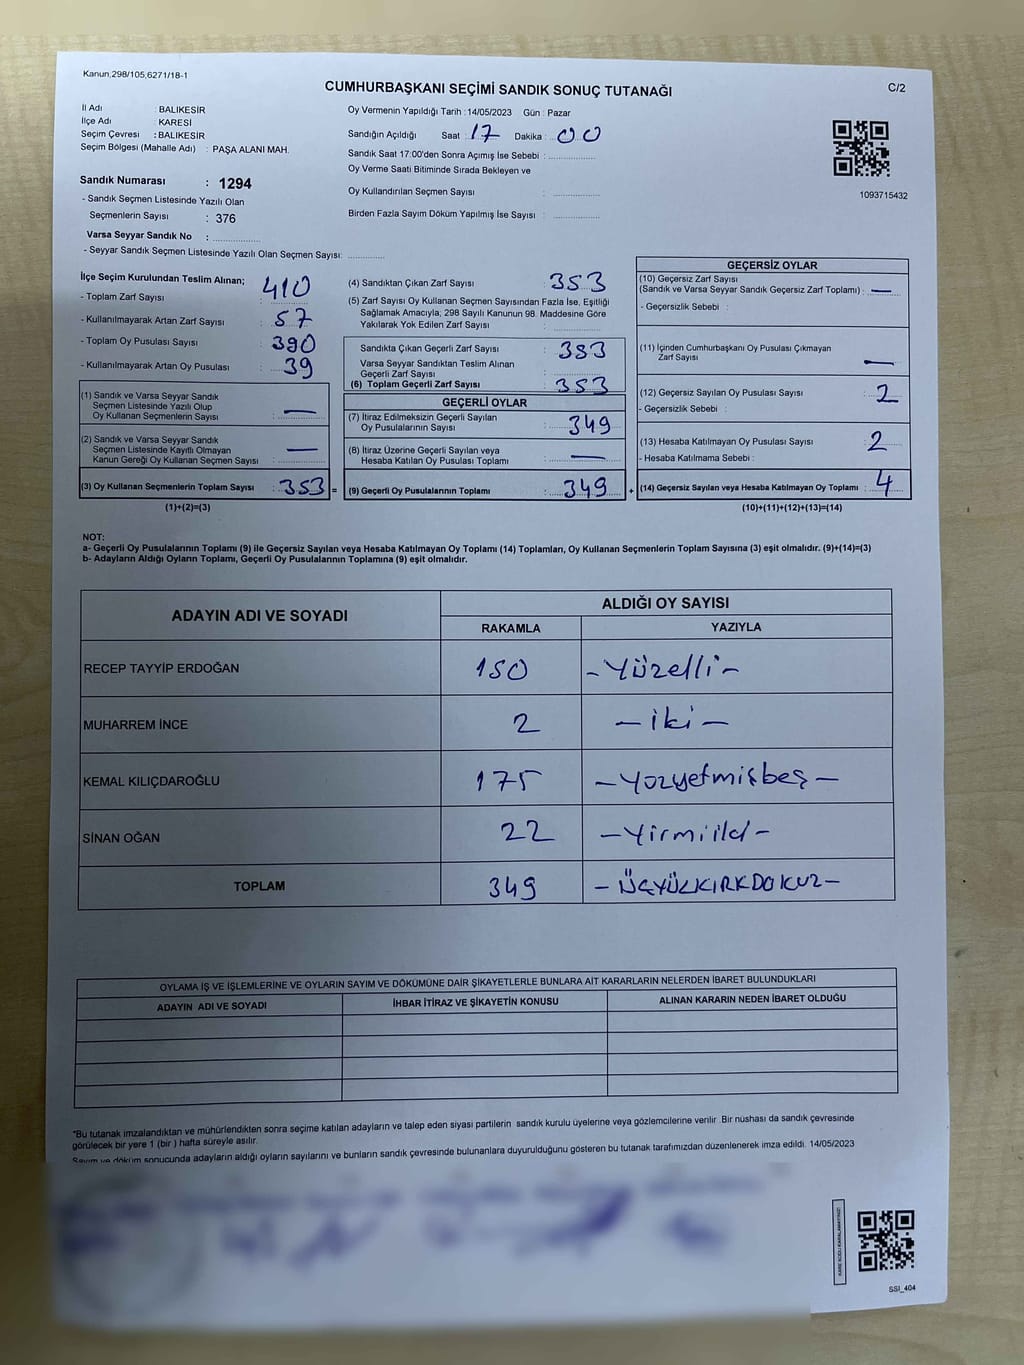 Kanun,298/105,6271/18-1
CUMHURBAŞKANI SEÇİMİ SANDIK SONUÇ TUTANAĞI
C/2
İl Adı : BALIKESİR
İlçe Adı : KARESİ
Seçim Çevresi : BALIKESİR
Seçim Bölgesi (Mahalle Adı) : PAŞA ALANI MAH.
Oy Vermenin Yapıldığı Tarih : 14/05/2023 Gün : Pazar
Sandığın Açıldığı Saat : 17 Dakika : 00
Sandık Saat 17:00'den Sonra Açımış İse Sebebi :
Oy Verme Saati Bitiminde Sırada Bekleyen ve
Oy Kullandırılan Seçmen Sayısı :
Birden Fazla Sayım Döküm Yapılmış İse Sayısı :
1093715432
Sandık Numarası : 1294
- Sandık Seçmen Listesinde Yazılı Olan
Seçmenlerin Sayısı : 376
Varsa Seyyar Sandık No :
- Seyyar Sandık Seçmen Listesinde Yazılı Olan Seçmen Sayısı:
İlçe Seçim Kurulundan Teslim Alınan;
- Toplam Zarf Sayısı : 410
- Kullanılmayarak Artan Zarf Sayısı : 57
- Toplam Oy Pusulası Sayısı : 390
- Kullanılmayarak Artan Oy Pusulası : 39
(1) Sandık ve Varsa Seyyar Sandık
Seçmen Listesinde Yazılı Olup
Oy Kullanan Seçmenlerin Sayısı : —
(2) Sandık ve Varsa Seyyar Sandık
Seçmen Listesinde Kayıtlı Olmayan
Kanun Gereği Oy Kullanan Seçmen Sayısı : —
(3) Oy Kullanan Seçmenlerin Toplam Sayısı : 353 =
(1)+(2)=(3)
(4) Sandıktan Çıkan Zarf Sayısı : 353
(5) Zarf Sayısı Oy Kullanan Seçmen Sayısından Fazla İse, Eşitliği
Sağlamak Amacıyla; 298 Sayılı Kanunun 98. Maddesine Göre
Yakılarak Yok Edilen Zarf Sayısı :
Sandıkta Çıkan Geçerli Zarf Sayısı : 353
Varsa Seyyar Sandıktan Teslim Alınan
Geçerli Zarf Sayısı :
(6) Toplam Geçerli Zarf Sayısı : 353
GEÇERLİ OYLAR
(7) İtiraz Edilmeksizin Geçerli Sayılan
Oy Pusulalarının Sayısı : 349
(8) İtiraz Üzerine Geçerli Sayılan veya
Hesaba Katılan Oy Pusulası Toplamı : —
(9) Geçerli Oy Pusulalarının Toplamı : 349 +
GEÇERSİZ OYLAR
(10) Geçersiz Zarf Sayısı
(Sandık ve Varsa Seyyar Sandık Geçersiz Zarf Toplamı) : —
- Geçersizlik Sebebi :
(11) İçinden Cumhurbaşkanı Oy Pusulası Çıkmayan
Zarf Sayısı : —
(12) Geçersiz Sayılan Oy Pusulası Sayısı : 2
- Geçersizlik Sebebi :
(13) Hesaba Katılmayan Oy Pusulası Sayısı : 2
- Hesaba Katılmama Sebebi :
(14) Geçersiz Sayılan veya Hesaba Katılmayan Oy Toplamı : 4
(10)+(11)+(12)+(13)=(14)
NOT:
a- Geçerli Oy Pusulalarının Toplamı (9) ile Geçersiz Sayılan veya Hesaba Katılmayan Oy Toplamı (14) Toplamları, Oy Kullanan Seçmenlerin Toplam Sayısına (3) eşit olmalıdır. (9)+(14)=(3)
b- Adayların Aldığı Oyların Toplamı, Geçerli Oy Pusulalarının Toplamına (9) eşit olmalıdır.
ADAYIN ADI VE SOYADI
ALDIĞI OY SAYISI
RAKAMLA YAZIYLA
RECEP TAYYİP ERDOĞAN 150 - Yüzelli -
MUHARREM İNCE 2 - iki -
KEMAL KILIÇDAROĞLU 175 - Yüzyetmişbeş -
SİNAN OĞAN 22 - Yirmiiki -
TOPLAM 349 - ÜÇYÜZKIRKDOKUZ -
OYLAMA İŞ VE İŞLEMLERİNE VE OYLARIN SAYIM VE DÖKÜMÜNE DAİR ŞİKAYETLERLE BUNLARA AİT KARARLARIN NELERDEN İBARET BULUNDUKLARI
ADAYIN ADI VE SOYADI İHBAR İTİRAZ VE ŞİKAYETİN KONUSU ALINAN KARARIN NEDEN İBARET OLDUĞU
*Bu tutanak imzalandıktan ve mühürlendikten sonra seçime katılan adayların ve talep eden siyasi partilerin sandık kurulu üyelerine veya gözlemcilerine verilir. Bir nüshası da sandık çevresinde
görülecek bir yere 1 (bir ) hafta süreyle asılır.
Sayım ve döküm sonucunda adayların aldığı oyların sayılarını ve bunların sandık çevresinde bulunanlara duyurulduğunu gösteren bu tutanak tarafımızdan düzenlenerek imza edildi. 14/05/2023
SSI_404